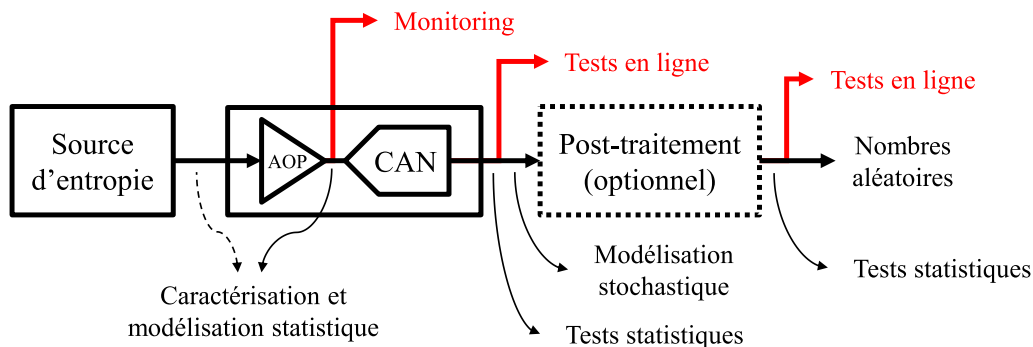 Monitoring
Tests en ligne
Tests en ligne
Source
d’entropie
AOP
CAN
Post-traitement
(optionnel)
Nombres
aléatoires
Caractérisation et
modélisation statistique
Modélisation
stochastique
Tests statistiques
Tests statistiques